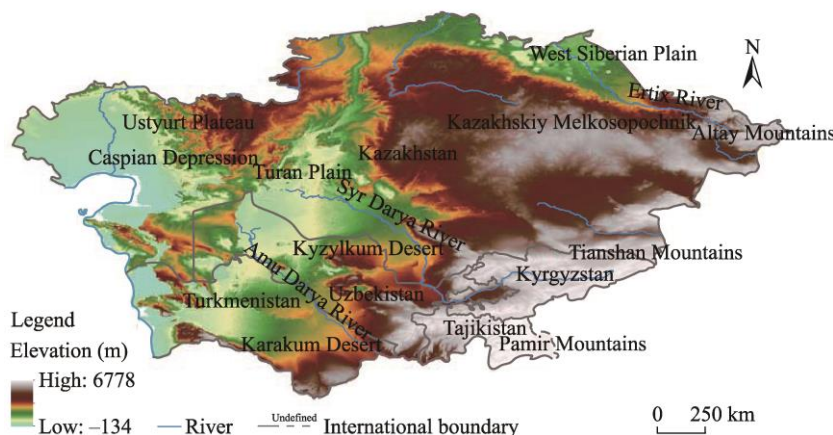 West Siberian Plain
N
Ertix River
Ustyurt Plateau
Kazakhskiy Melkosopochnik
Altay Mountains
Caspian Depression
Kazakhstan
Turan Plain
Syr Darya River
Kyzylkum Desert
Tianshan Mountains
Amu Darya River
Kyrgyzstan
Turkmenistan
Uzbekistan
Tajikistan
Karakum Desert
Pamir Mountains
Legend
Elevation (m)
High: 6778
Low: –134
River
Undefined
International boundary
0 250 km